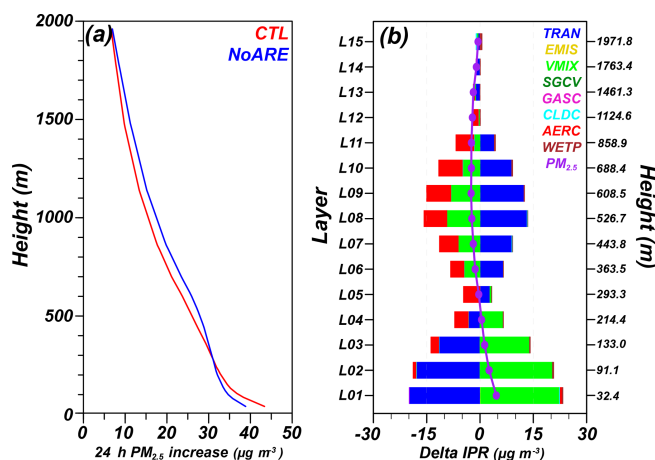 (a)
CTL
NoARE
2000
1500
1000
500
0
Height (m)
0 10 20 30 40 50
24 h PM2.5 increase (μg m-3)
(b)
TRAN
EMIS
VMIX
SGCV
GASC
CLDC
AERC
WETP
PM2.5
Layer
L15 1971.8
L14 1763.4
L13 1461.3
L12 1124.6
L11 858.9
L10 688.4
L09 608.5
L08 526.7
L07 443.8
L06 363.5
L05 293.3
L04 214.4
L03 133.0
L02 91.1
L01 32.4
Height (m)
-30 -15 0 15 30
Delta IPR (μg m-3)